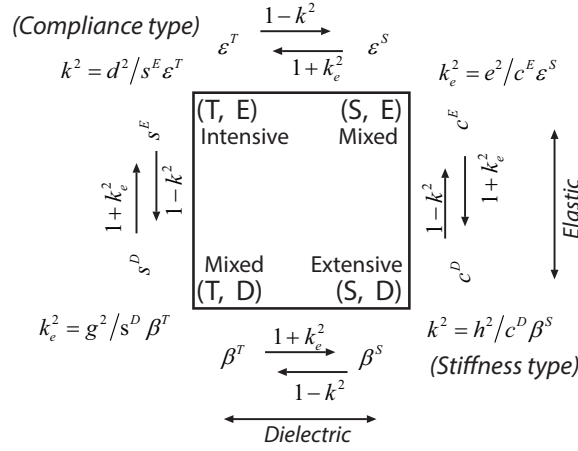 (Compliance type)
1−k²
ε^T ε^S
1+k_e²
k² = d²/s^E ε^T
k_e² = e²/c^E ε^S
(T, E) (S, E)
Intensive Mixed
s^E
1+k_e²
1−k²
s^D
c^E
1−k²
1+k_e²
c^D
Elastic
Mixed Extensive
(T, D) (S, D)
k_e² = g²/s^D β^T
k² = h²/c^D β^S
1+k_e²
β^T β^S
1−k²
(Stiffness type)
Dielectric